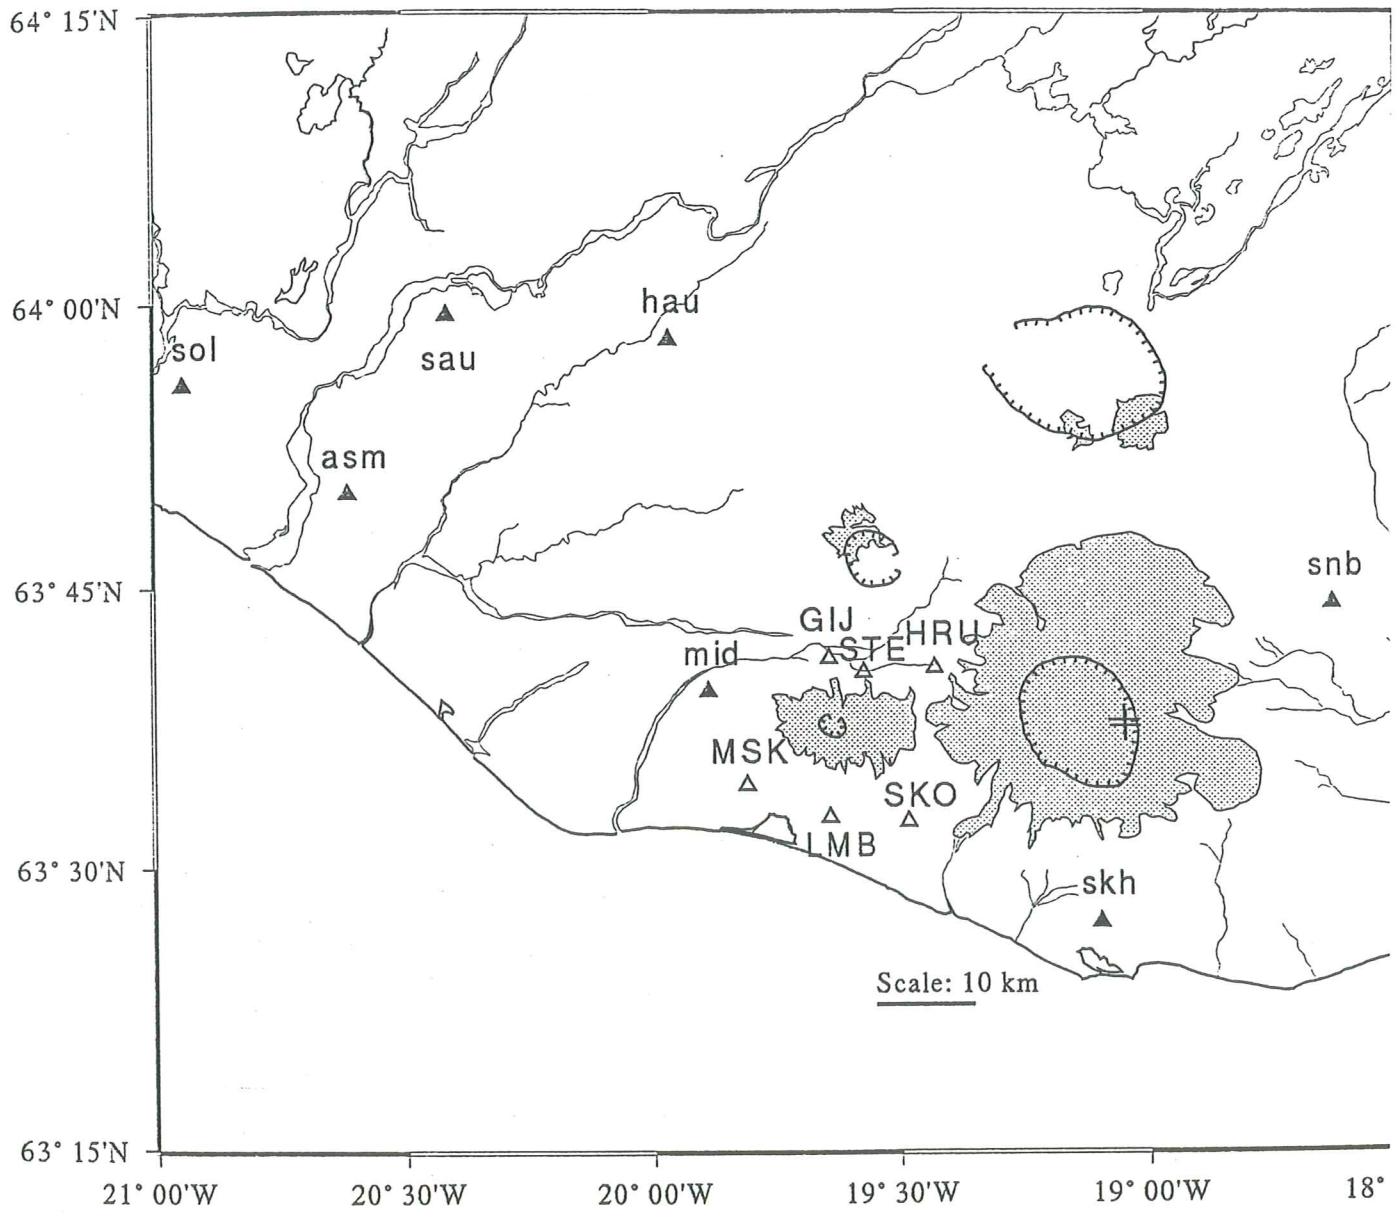 64° 15'N
64° 00'N
hau
sol
sau
asm
63° 45'N
snb
GIJ
STE
HRU
mid
MSK
SKO
LMB
63° 30'N
skh
Scale: 10 km
63° 15'N
21° 00'W
20° 30'W
20° 00'W
19° 30'W
19° 00'W
18°